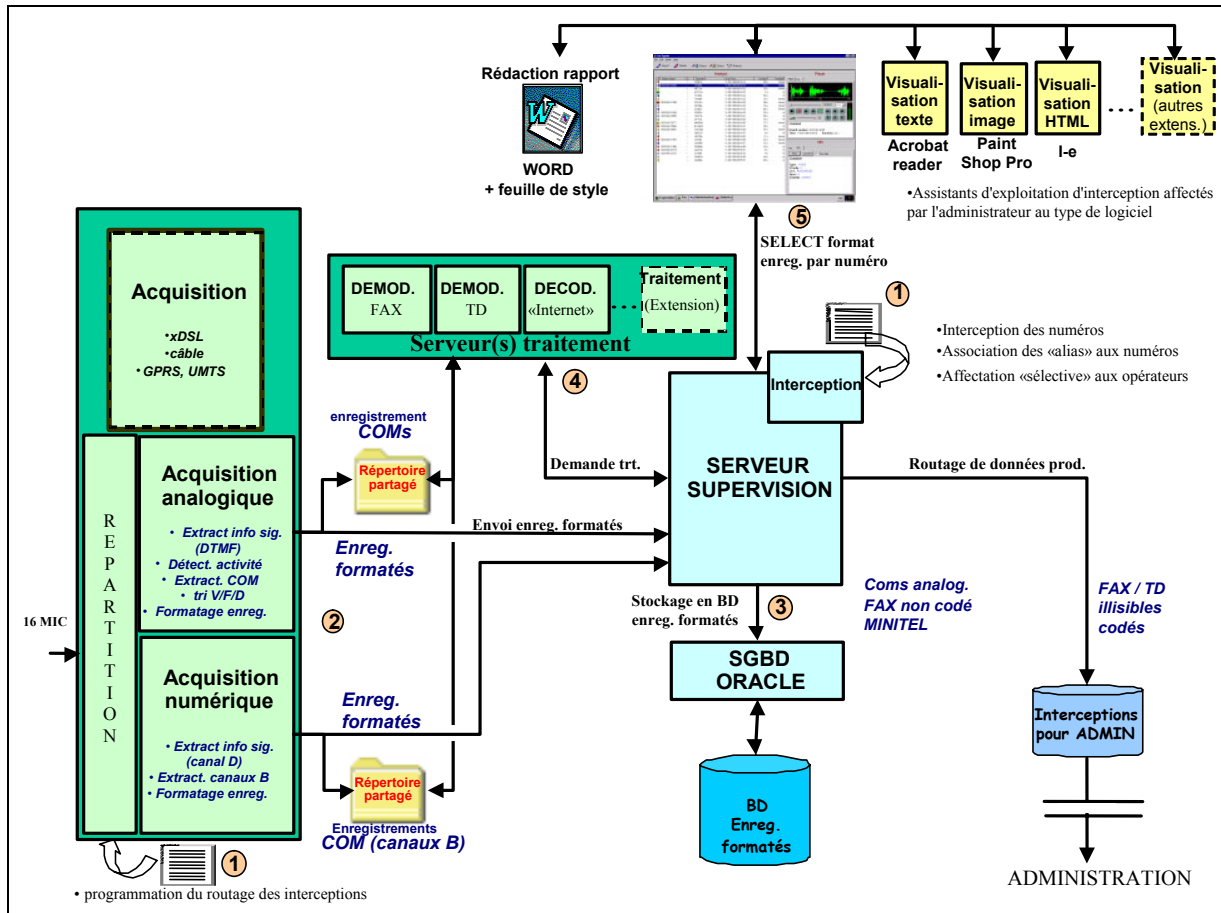 Rédaction rapport
WORD
+ feuille de style
Visuali-
sation
texte
Acrobat
reader
Visuali-
sation
image
Paint
Shop Pro
Visuali-
sation
HTML
I-e
...
Visuali-
sation
(autres
extens.)
•Assistants d'exploitation d'interception affectés
par l'administrateur au type de logiciel
5
SELECT format
enreg. par numéro
1
•Interception des numéros
•Association des «alias» aux numéros
•Affectation «sélective» aux opérateurs
Interception
Acquisition
•xDSL
•câble
•GPRS, UMTS
DEMOD.
FAX
DEMOD.
TD
DECOD.
«Internet»
...
Traitement
(Extension)
Serveur(s) traitement
4
enregistrement
COMs
Répertoire
partagé
Demande trt.
SERVEUR
SUPERVISION
Routage de données prod.
16 MIC
REPARTITION
Acquisition
analogique
• Extract info sig.
(DTMF)
• Détect. activité
• Extract. COM
• tri V/F/D
• Formatage enreg.
Envoi enreg. formatés
Enreg.
formatés
2
Stockage en BD
enreg. formatés
3
Coms analog.
FAX non codé
MINITEL
FAX / TD
illisibles
codés
Acquisition
numérique
• Extract info sig.
(canal D)
• Extract. canaux B
• Formatage enreg.
Enreg.
formatés
Répertoire
partagé
Enregistrements
COM (canaux B)
SGBD
ORACLE
BD
Enreg.
formatés
Interceptions
pour ADMIN
ADMINISTRATION
1
• programmation du routage des interceptions